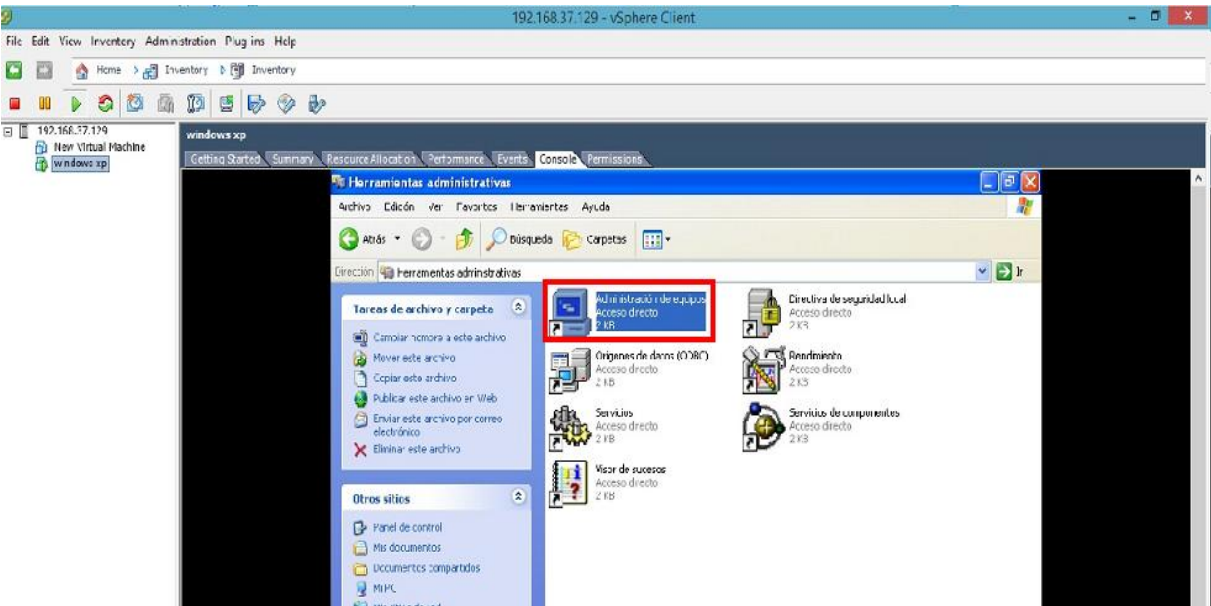 192.168.37.129 - vSphere Client
File Edit View Inventory Administration Plug-ins Help
Home Inventory Inventory
192.168.37.129
New Virtual Machine
windows xp
windows xp
Getting Started Summary Resource Allocation Performance Events Console Permissions
Herramientas administrativas
Archivo Edición Ver Favoritos Herramientas Ayuda
Atrás Búsqueda Carpetas
Dirección Herramientas administrativas Ir
Tareas de archivo y carpeta
Cambiar nombre a este archivo
Mover este archivo
Copiar este archivo
Publicar este archivo en Web
Enviar este archivo por correo
electrónico
Eliminar este archivo
Otros sitios
Panel de control
Mis documentos
Documentos compartidos
Mi PC
Administración de equipos
Acceso directo
2 KB
Directiva de seguridad local
Acceso directo
2 KB
Orígenes de datos (ODBC)
Acceso directo
2 KB
Rendimiento
Acceso directo
2 KB
Servicios
Acceso directo
2 KB
Servicios de componentes
Acceso directo
2 KB
Visor de sucesos
Acceso directo
2 KB